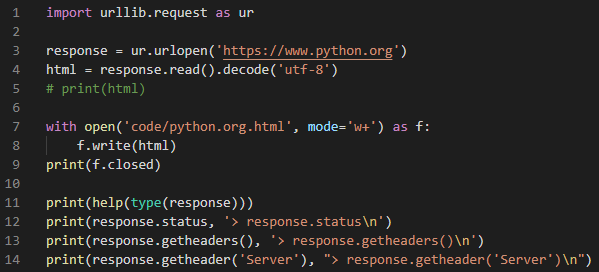 1 import urllib.request as ur
2
3 response = ur.urlopen('https://www.python.org')
4 html = response.read().decode('utf-8')
5 # print(html)
6
7 with open('code/python.org.html', mode='w+') as f:
8     f.write(html)
9 print(f.closed)
10
11 print(help(type(response)))
12 print(response.status, '> response.status\n')
13 print(response.getheaders(), '> response.getheaders()\n')
14 print(response.getheader('Server'), "> response.getheader('Server')\n")